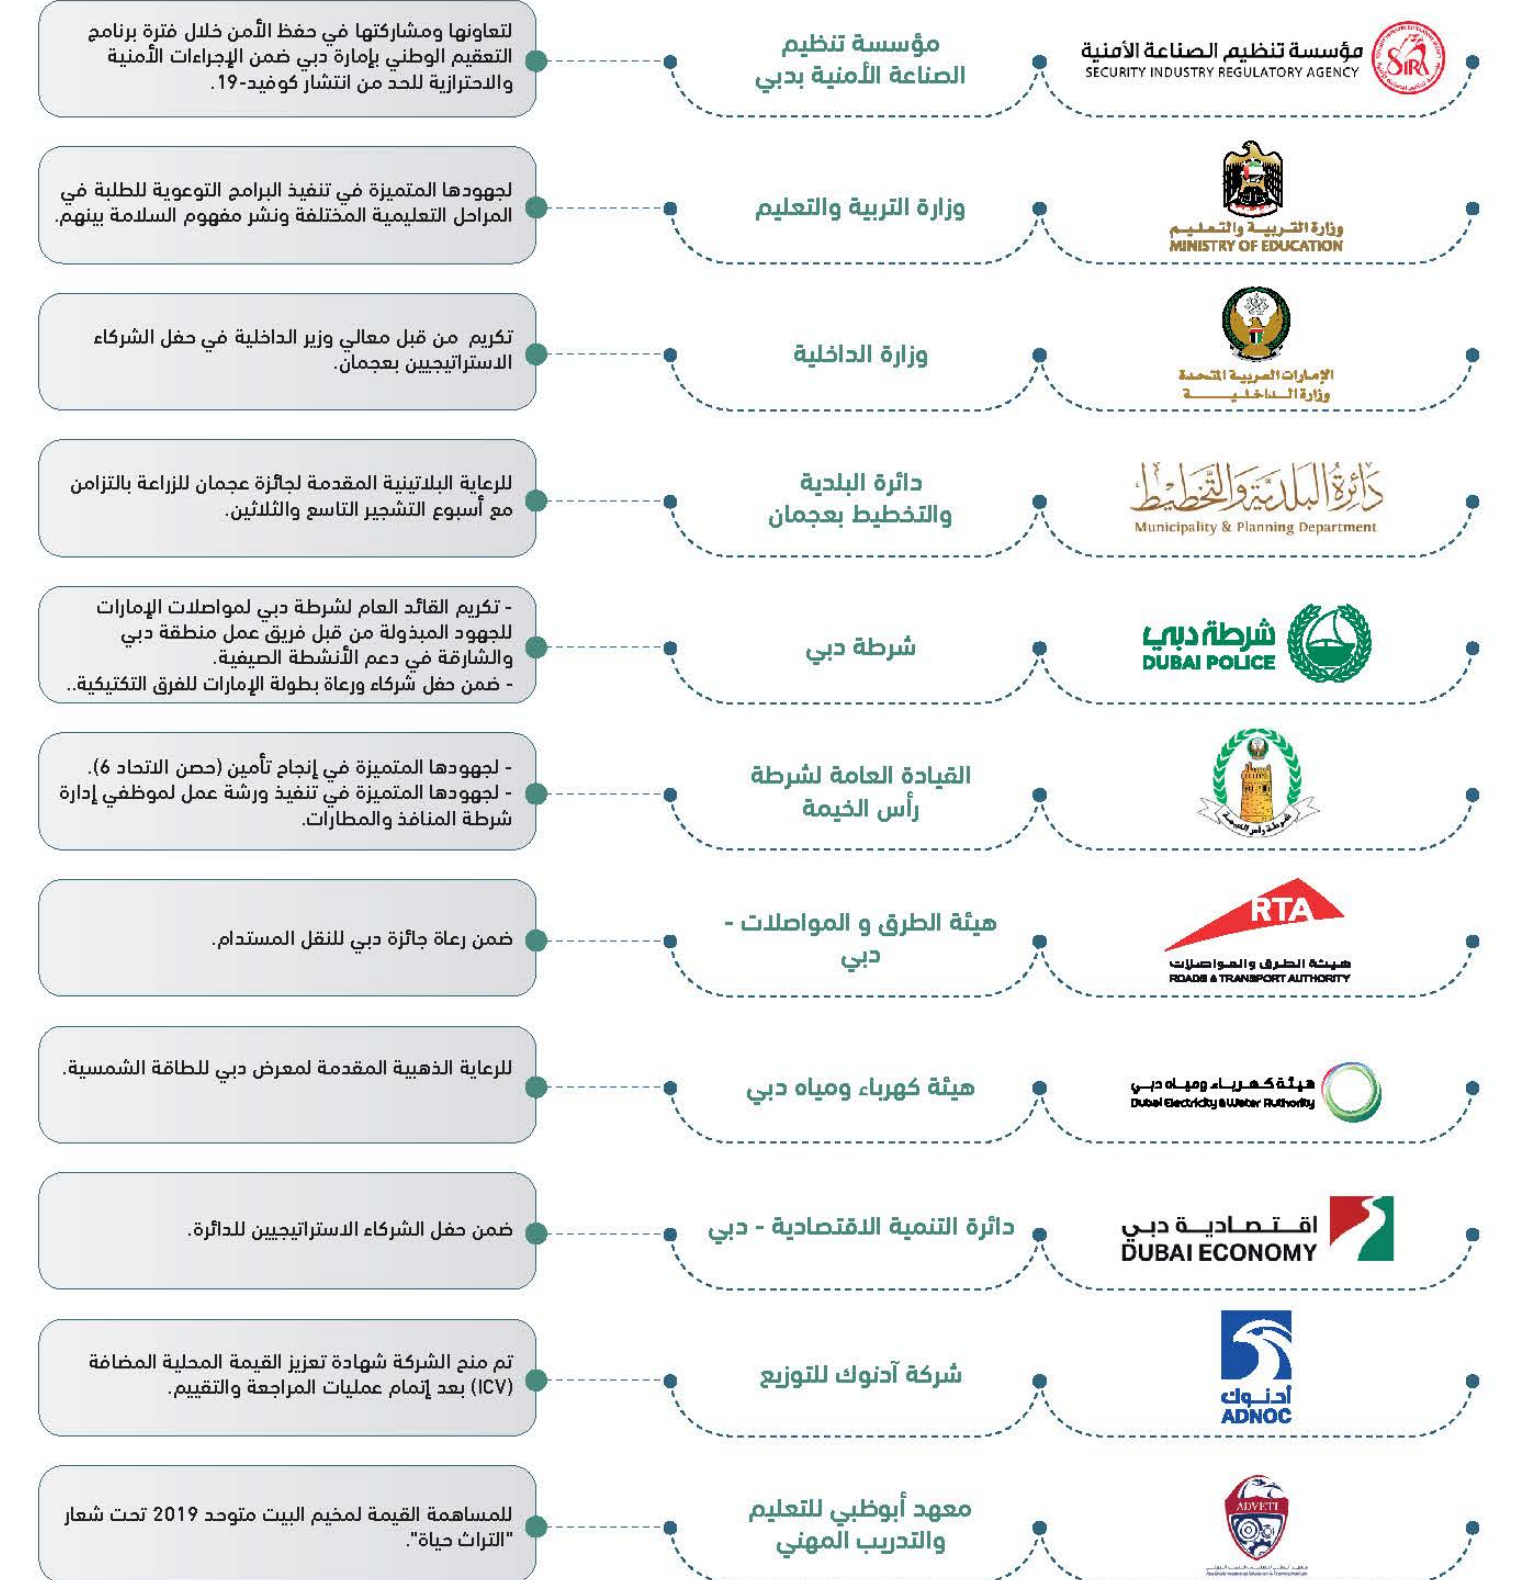 مؤسسة تنظيم الصناعة الأمنية
SECURITY INDUSTRY REGULATORY AGENCY
SIRA
مؤسسة تنظيم
الصناعة الأمنية بدبي
لتعاونها ومشاركتها في حفظ الأمن خلال فترة برنامج
التعقيم الوطني بإمارة دبي ضمن الإجراءات الأمنية
والاحترازية للحد من انتشار كوفيد-19.
وزارة التربية والتعليم
MINISTRY OF EDUCATION
وزارة التربية والتعليم
لجهودها المتميزة في تنفيذ البرامج التوعوية للطلبة في
المراحل التعليمية المختلفة ونشر مفهوم السلامة بينهم.
الإمارات العربية المتحدة
وزارة الداخلية
وزارة الداخلية
تكريم من قبل معالي وزير الداخلية في حفل الشركاء
الاستراتيجيين بعجمان.
دائرة البلدية والتخطيط
Municipality & Planning Department
دائرة البلدية
والتخطيط بعجمان
للرعاية البلاتينية المقدمة لجائزة عجمان للزراعة بالتزامن
مع أسبوع التشجير التاسع والثلاثين.
شرطة دبي
DUBAI POLICE
شرطة دبي
- تكريم القائد العام لشرطة دبي لمواصلات الإمارات
للجهود المبذولة من قبل فريق عمل منطقة دبي
والشارقة في دعم الأنشطة الصيفية.
- ضمن حفل شركاء ورعاة بطولة الإمارات للفرق التكتيكية..
شرطة رأس الخيمة
القيادة العامة لشرطة
رأس الخيمة
- لجهودها المتميزة في إنجاح تأمين (حصن الاتحاد 6).
- لجهودها المتميزة في تنفيذ ورشة عمل لموظفي إدارة
شرطة المنافذ والمطارات.
RTA
هيئة الطرق والمواصلات
ROADS & TRANSPORT AUTHORITY
هيئة الطرق و المواصلات -
دبي
ضمن رعاة جائزة دبي للنقل المستدام.
هيئة كهرباء ومياه دبي
Dubai Electricity & Water Authority
هيئة كهرباء ومياه دبي
للرعاية الذهبية المقدمة لمعرض دبي للطاقة الشمسية.
اقتصادية دبي
DUBAI ECONOMY
دائرة التنمية الاقتصادية - دبي
ضمن حفل الشركاء الاستراتيجيين للدائرة.
أدنوك
ADNOC
شركة آدنوك للتوزيع
تم منح الشركة شهادة تعزيز القيمة المحلية المضافة
(ICV) بعد إتمام عمليات المراجعة والتقييم.
ADVETI
معهد أبوظبي للتعليم
والتدريب المهني
للمساهمة القيمة لمخيم البيت متوحد 2019 تحت شعار
"التراث حياة".